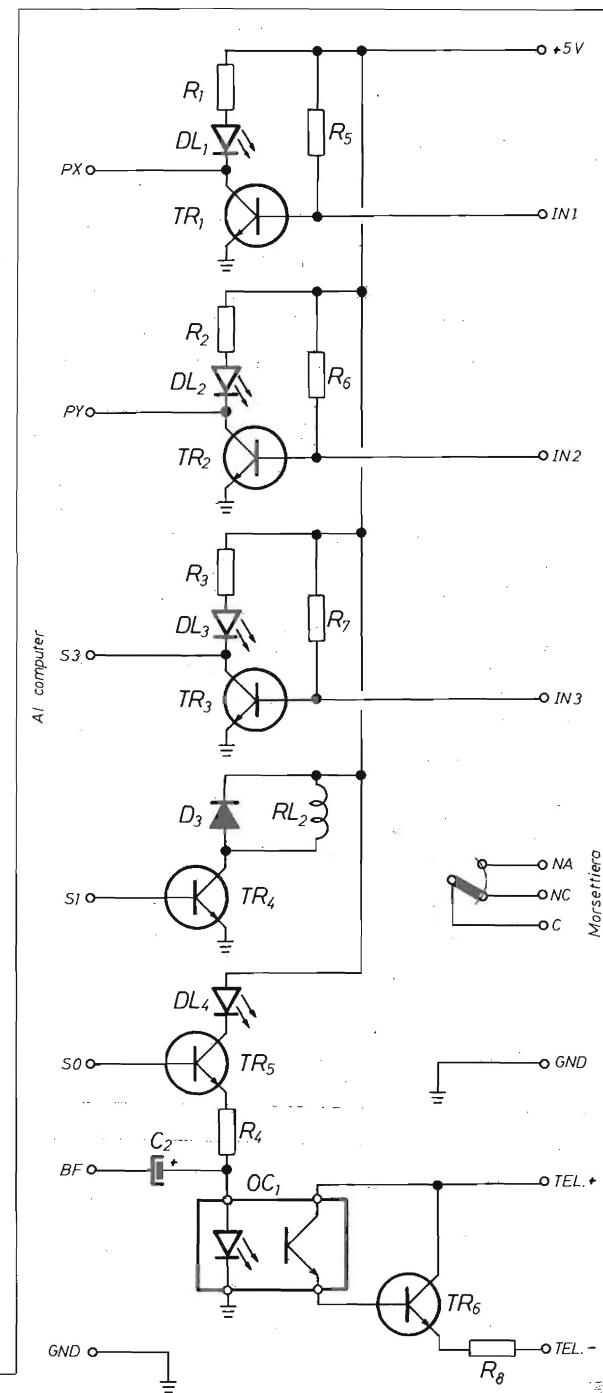 +5V
R1
R5
DL1
PX
TR1
IN1
R2
R6
DL2
PY
TR2
IN2
R3
R7
DL3
S3
TR3
IN3
Al computer
D3
RL2
S1
TR4
NA
NC
C
Morsettiera
DL4
S0
TR5
GND
R4
C2
+
BF
OC1
TEL.+
TR6
GND
R8
TEL.-